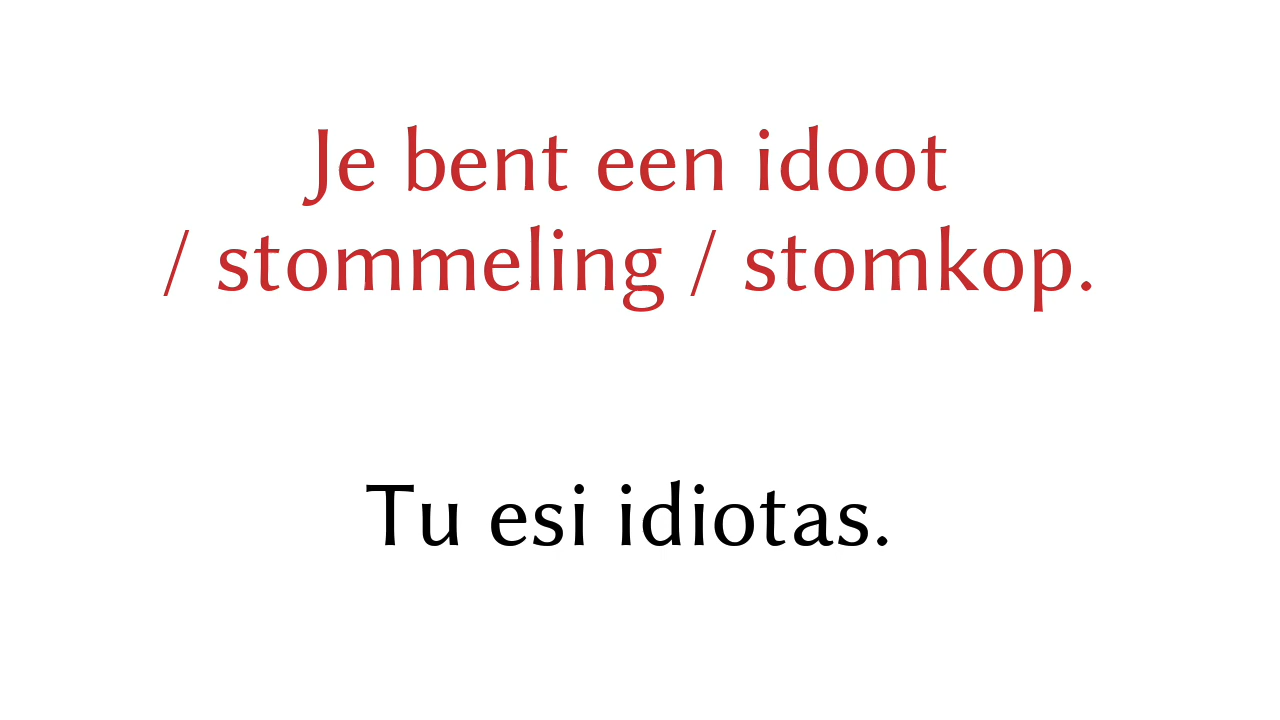 Je bent een idoot
/ stommeling / stomkop.
Tu esi idiotas.